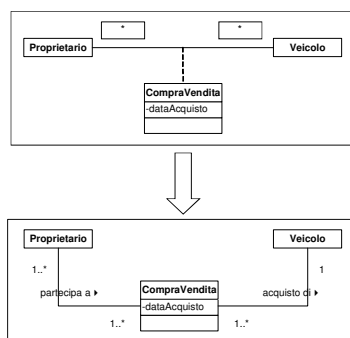 * *
Proprietario Veicolo
CompraVendita
-dataAcquisto
Proprietario Veicolo
1..* 1
partecipa a CompraVendita acquisto di
-dataAcquisto
1..* 1..*